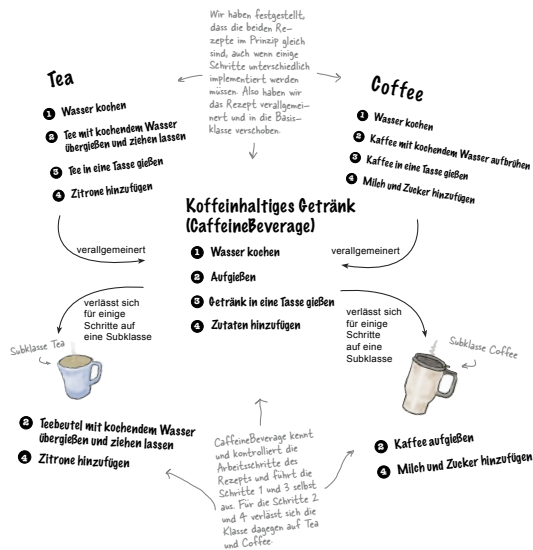 Wir haben festgestellt,
dass die beiden Re-
zepte im Prinzip gleich
sind, auch wenn einige
Schritte unterschiedlich
implementiert werden
müssen. Also haben wir
das Rezept verallgemei-
nert und in die Basis-
klasse verschoben.
Tea
1 Wasser kochen
2 Tee mit kochendem Wasser
übergießen und ziehen lassen
3 Tee in eine Tasse gießen
4 Zitrone hinzufügen
Coffee
1 Wasser kochen
2 Kaffee mit kochendem Wasser aufbrühen
3 Kaffee in eine Tasse gießen
4 Milch und Zucker hinzufügen
Koffeinhaltiges Getränk
(CaffeineBeverage)
1 Wasser kochen
2 Aufgießen
3 Getränk in eine Tasse gießen
4 Zutaten hinzufügen
verallgemeinert
verallgemeinert
verlässt sich
für einige
Schritte auf
eine Subklasse
verlässt sich
für einige
Schritte
auf eine
Subklasse
Subklasse Tea
Subklasse Coffee
2 Teebeutel mit kochendem Wasser
übergießen und ziehen lassen
4 Zitrone hinzufügen
2 Kaffee aufgießen
4 Milch und Zucker hinzufügen
CaffeineBeverage kennt
und kontrolliert die
Arbeitsschritte des
Rezepts und führt die
Schritte 1 und 3 selbst
aus. Für die Schritte 2
und 4 verlässt sich die
Klasse dagegen auf Tea
und Coffee.